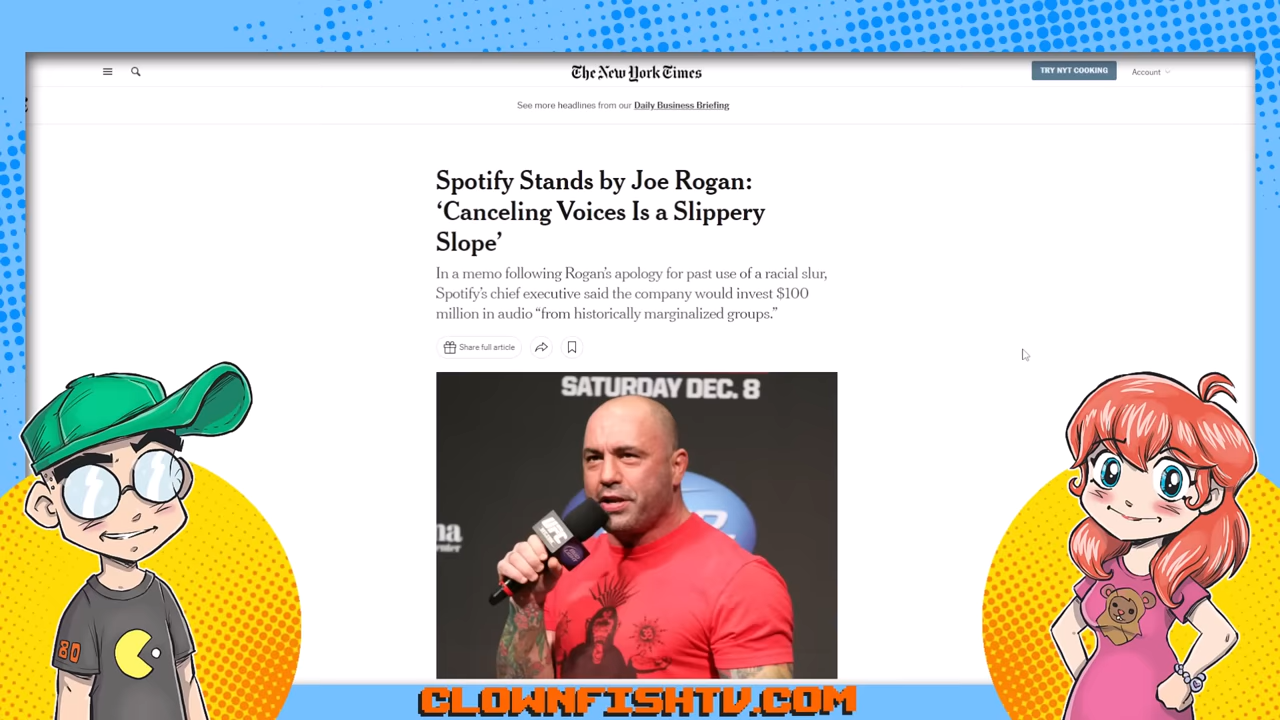 The New York Times
TRY NYT COOKING
Account
See more headlines from our Daily Business Briefing
Spotify Stands by Joe Rogan:
‘Canceling Voices Is a Slippery
Slope’
In a memo following Rogan’s apology for past use of a racial slur,
Spotify’s chief executive said the company would invest $100
million in audio “from historically marginalized groups.”
Share full article
SATURDAY DEC. 8
UFC
80
CLOWNFISHTV.COM